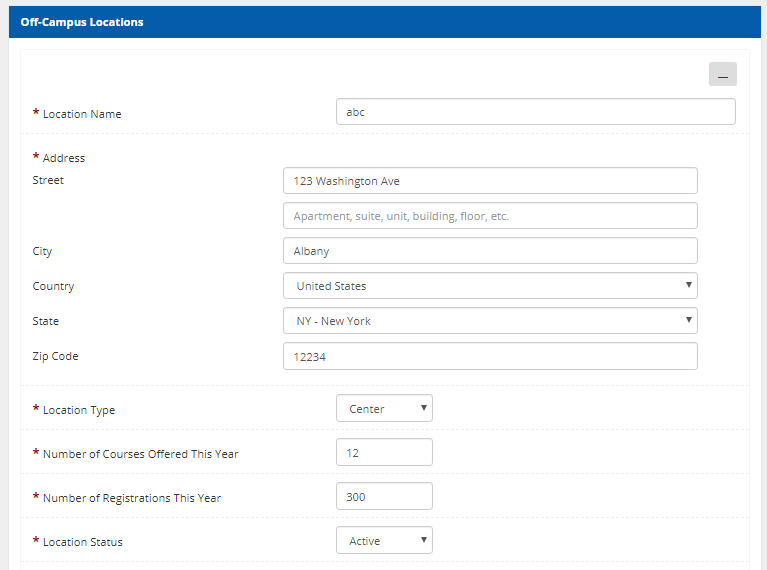 Off-Campus Locations
* Location Name abc
* Address
Street 123 Washington Ave
Apartment, suite, unit, building, floor, etc.
City Albany
Country United States
State NY - New York
Zip Code 12234
* Location Type Center
* Number of Courses Offered This Year 12
* Number of Registrations This Year 300
* Location Status Active